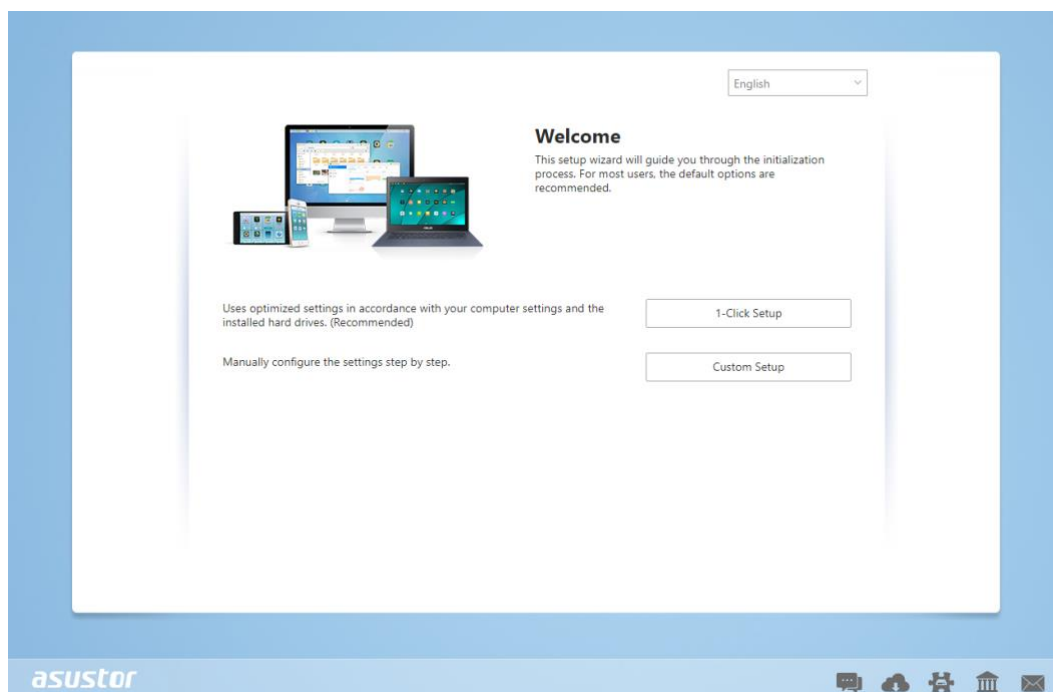 English
Welcome
This setup wizard will guide you through the initialization
process. For most users, the default options are
recommended.
Uses optimized settings in accordance with your computer settings and the
installed hard drives. (Recommended)
1-Click Setup
Manually configure the settings step by step.
Custom Setup
asustor